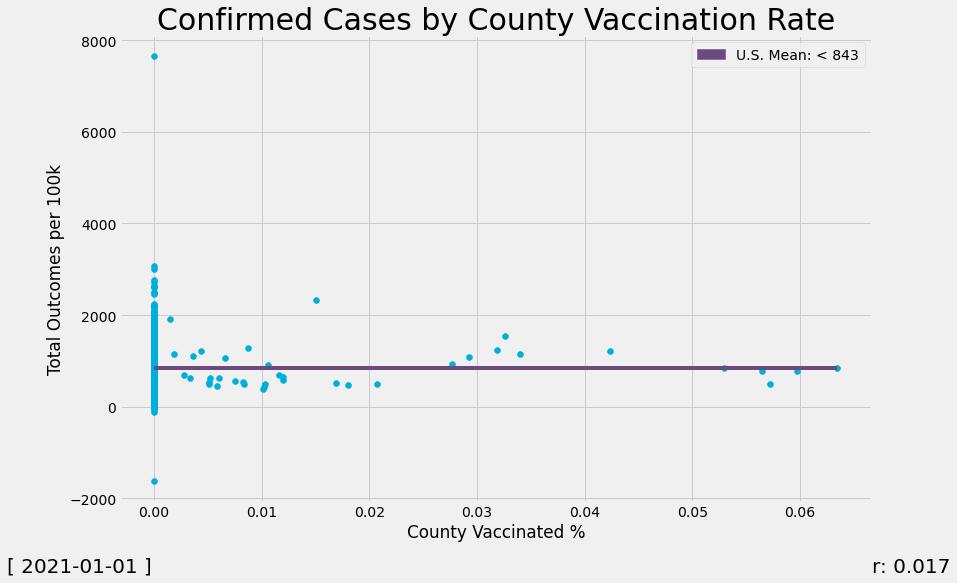 Confirmed Cases by County Vaccination Rate
U.S. Mean: < 843
Total Outcomes per 100k
8000
6000
4000
2000
0
−2000
0.00 0.01 0.02 0.03 0.04 0.05 0.06
County Vaccinated %
[ 2021-01-01 ]
r: 0.017